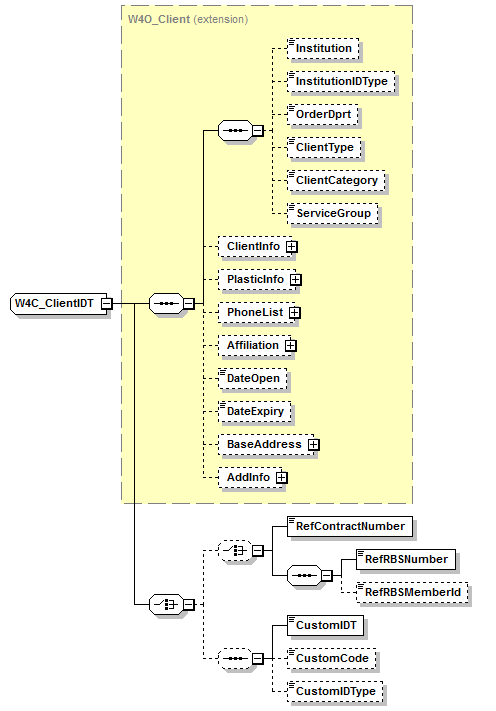 W4O_Client (extension)
Institution
InstitutionIDType
OrderDprt
ClientType
ClientCategory
ServiceGroup
ClientInfo
PlasticInfo
W4C_ClientIDT
PhoneList
Affiliation
DateOpen
DateExpiry
BaseAddress
AddInfo
RefContractNumber
RefRBSNumber
RefRBSMemberId
CustomIDT
CustomCode
CustomIDType